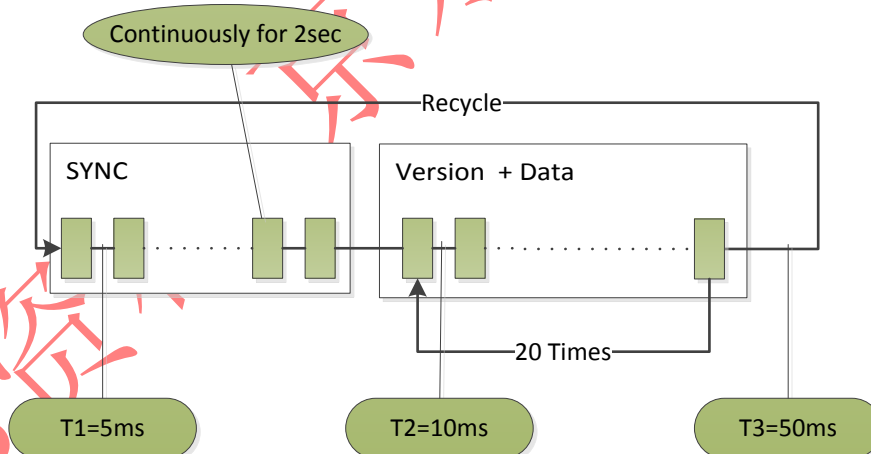 Continuously for 2sec
Recycle
SYNC
Version + Data
20 Times
T1=5ms
T2=10ms
T3=50ms